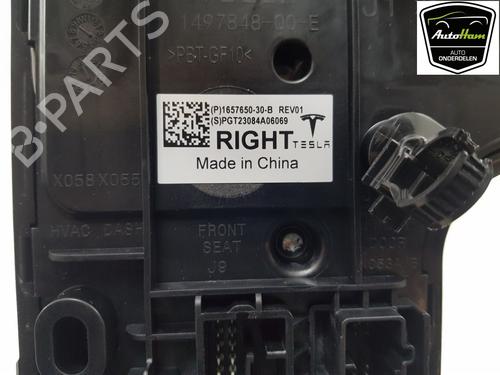 1497848-00-E
>PBT-GF10<
J1
AutoHam
AUTO
ONDERDELEN
(P)1657650-30-B REV01
(S)PGT23084A06069
RIGHT
TESLA
Made in China
X058 X055
HVAC DASH
FRONT
SEAT
J9
DOOR
B-PARTS